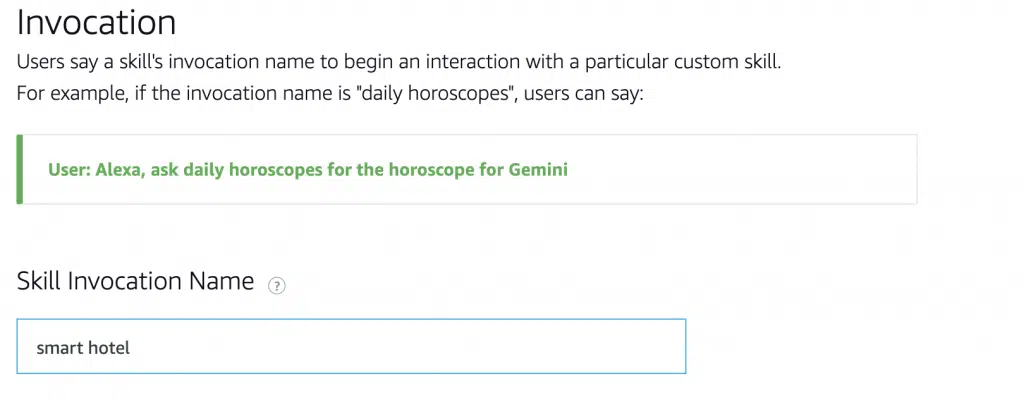 Invocation
Users say a skill's invocation name to begin an interaction with a particular custom skill.
For example, if the invocation name is "daily horoscopes", users can say:
User: Alexa, ask daily horoscopes for the horoscope for Gemini
Skill Invocation Name ?
smart hotel